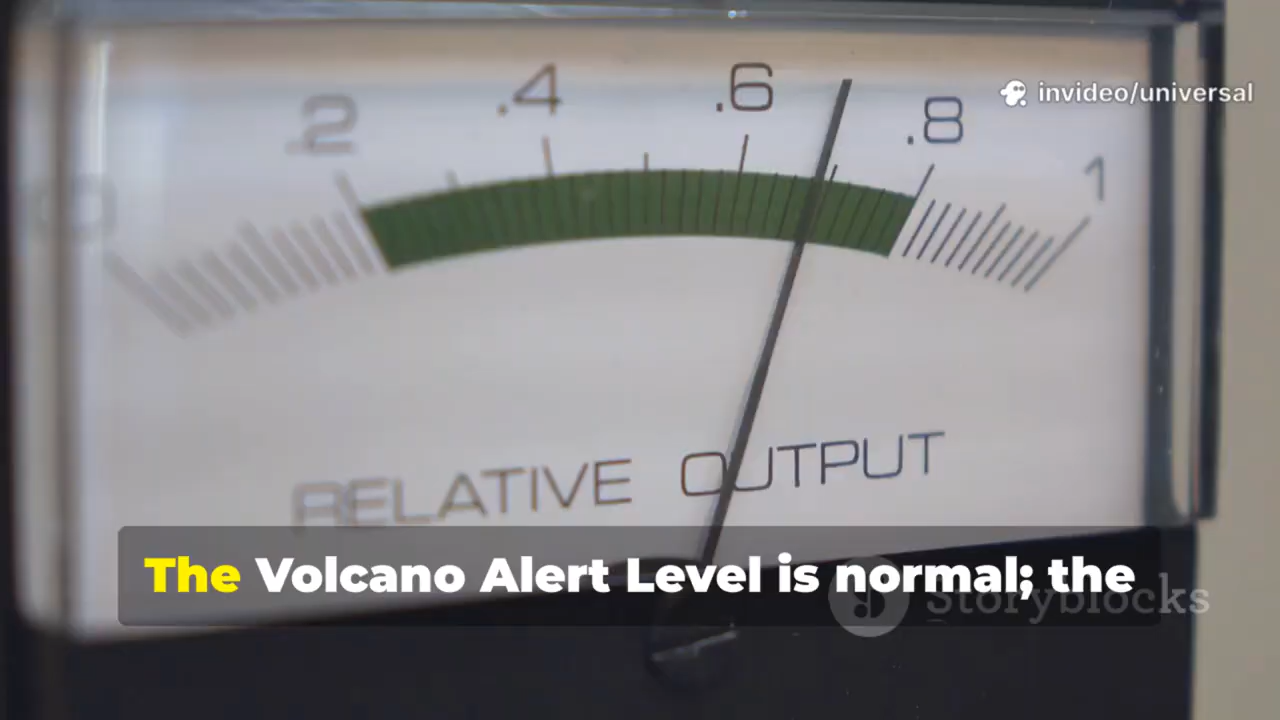 .2 .4 .6 .8 1
invideo/universal
RELATIVE OUTPUT
The Volcano Alert Level is normal; the
Storyblocks